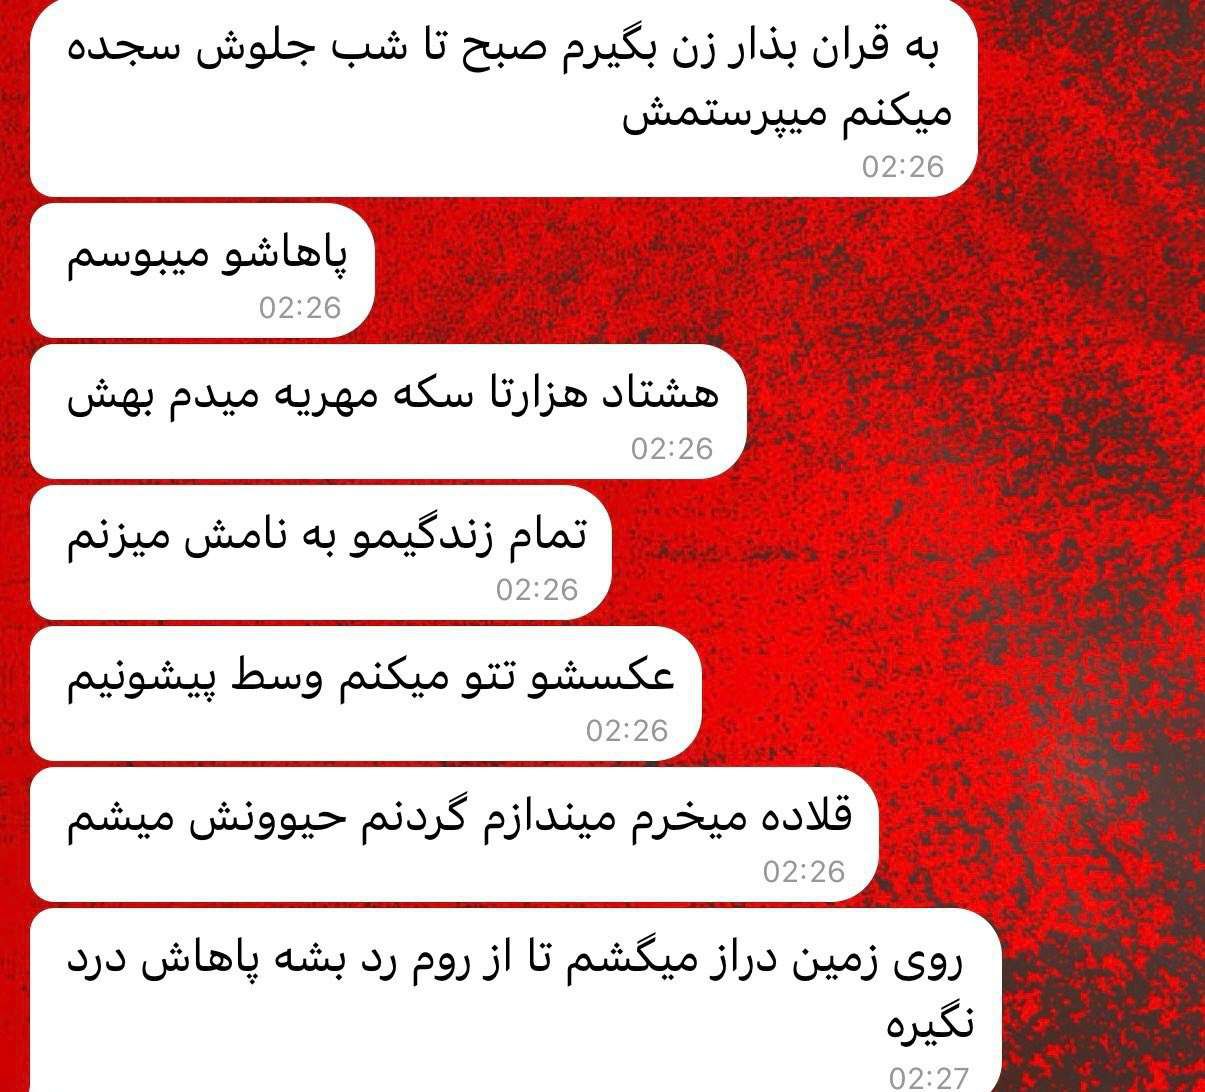 به قران بذار زن بگیرم صبح تا شب جلوش سجده
میکنم میپرستمش
02:26
پاهاشو میبوسم
02:26
هشتاد هزارتا سکه مهریه میدم بهش
02:26
تمام زندگیمو به نامش میزنم
02:26
عکسشو تتو میکنم وسط پیشونیم
02:26
قلاده میخرم میندازم گردنم حیوونش میشم
02:26
روی زمین دراز میگشم تا از روم رد بشه پاهاش درد
نگیره
02:27